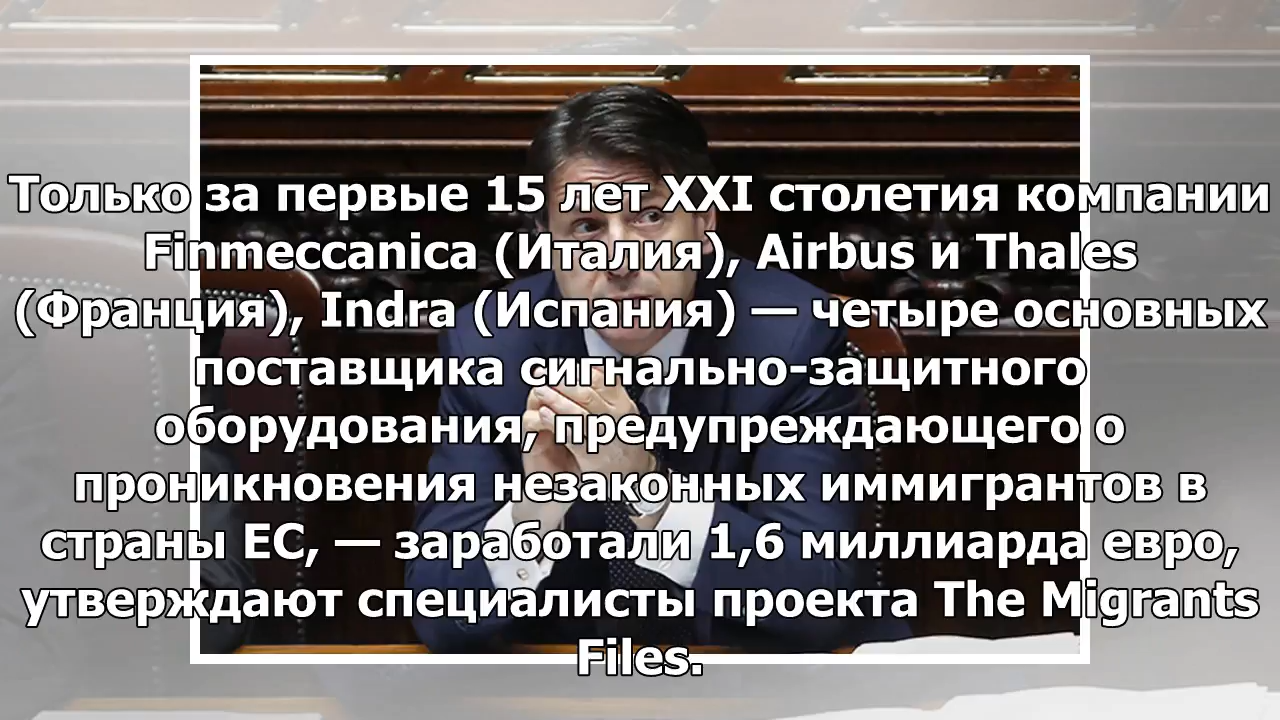 Только за первые 15 лет XXI столетия компании
Finmeccanica (Италия), Airbus и Thales
(Франция), Indra (Испания) — четыре основных
поставщика сигнально-защитного
оборудования, предупреждающего о
проникновения незаконных иммигрантов в
страны ЕС, — заработали 1,6 миллиарда евро,
утверждают специалисты проекта The Migrants
Files.